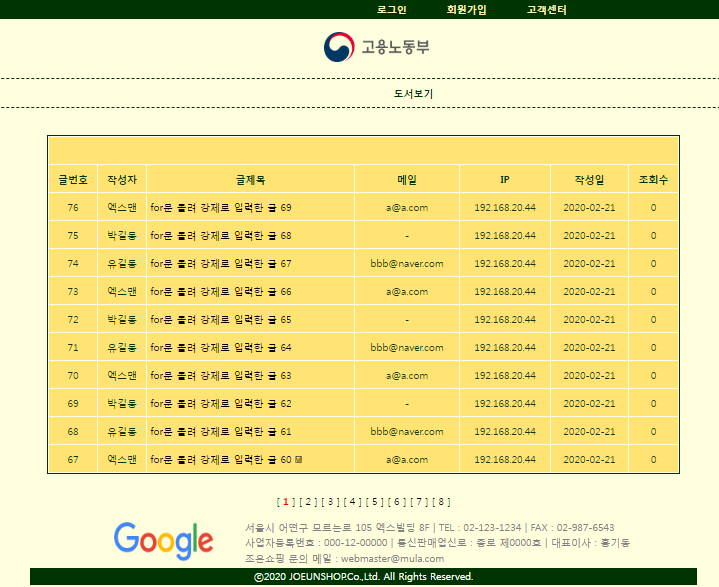 로그인 회원가입 고객센터
고용노동부
도서보기
글번호 작성자 글제목 메일 IP 작성일 조회수
76 엑스맨 for문 돌려 강제로 입력한 글 69 a@a.com 192.168.20.44 2020-02-21 0
75 박길동 for문 돌려 강제로 입력한 글 68 - 192.168.20.44 2020-02-21 0
74 유길동 for문 돌려 강제로 입력한 글 67 bbb@naver.com 192.168.20.44 2020-02-21 0
73 엑스맨 for문 돌려 강제로 입력한 글 66 a@a.com 192.168.20.44 2020-02-21 0
72 박길동 for문 돌려 강제로 입력한 글 65 - 192.168.20.44 2020-02-21 0
71 유길동 for문 돌려 강제로 입력한 글 64 bbb@naver.com 192.168.20.44 2020-02-21 0
70 엑스맨 for문 돌려 강제로 입력한 글 63 a@a.com 192.168.20.44 2020-02-21 0
69 박길동 for문 돌려 강제로 입력한 글 62 - 192.168.20.44 2020-02-21 0
68 유길동 for문 돌려 강제로 입력한 글 61 bbb@naver.com 192.168.20.44 2020-02-21 0
67 엑스맨 for문 돌려 강제로 입력한 글 60 a@a.com 192.168.20.44 2020-02-21 0
[ 1 ] [ 2 ] [ 3 ] [ 4 ] [ 5 ] [ 6 ] [ 7 ] [ 8 ]
Google
서울시 어떤구 모르는로 105 엑스빌딩 8F | TEL : 02-123-1234 | FAX : 02-987-6543
사업자등록번호 : 000-12-00000 | 통신판매업신고 : 종로 제0000호 | 대표이사 : 홍기동
조은쇼핑 문의 메일 : webmaster@mula.com
ⓒ2020 JOEUNSHOP.Co.,Ltd. All Rights Reserved.